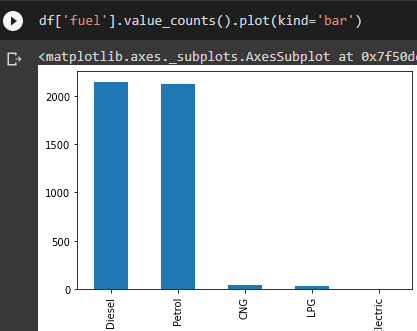 df['fuel'].value_counts().plot(kind='bar')
<matplotlib.axes._subplots.AxesSubplot at
2000
1500
1000
500
0
Diesel
Petrol
CNG
LPG